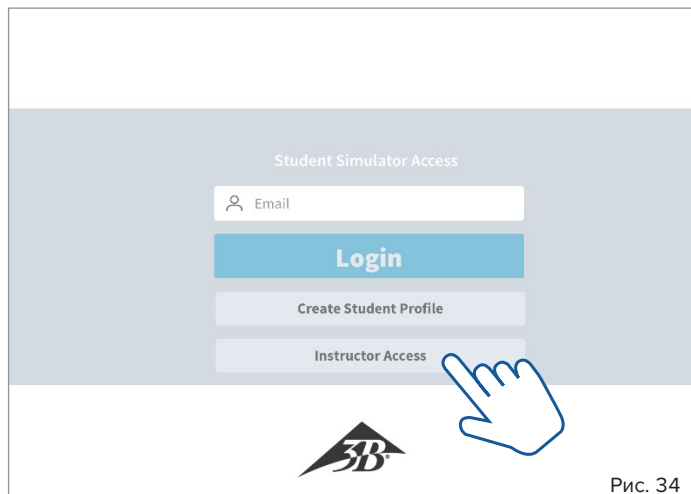 Student Simulator Access
Email
Login
Create Student Profile
Instructor Access
3B
Рис. 34